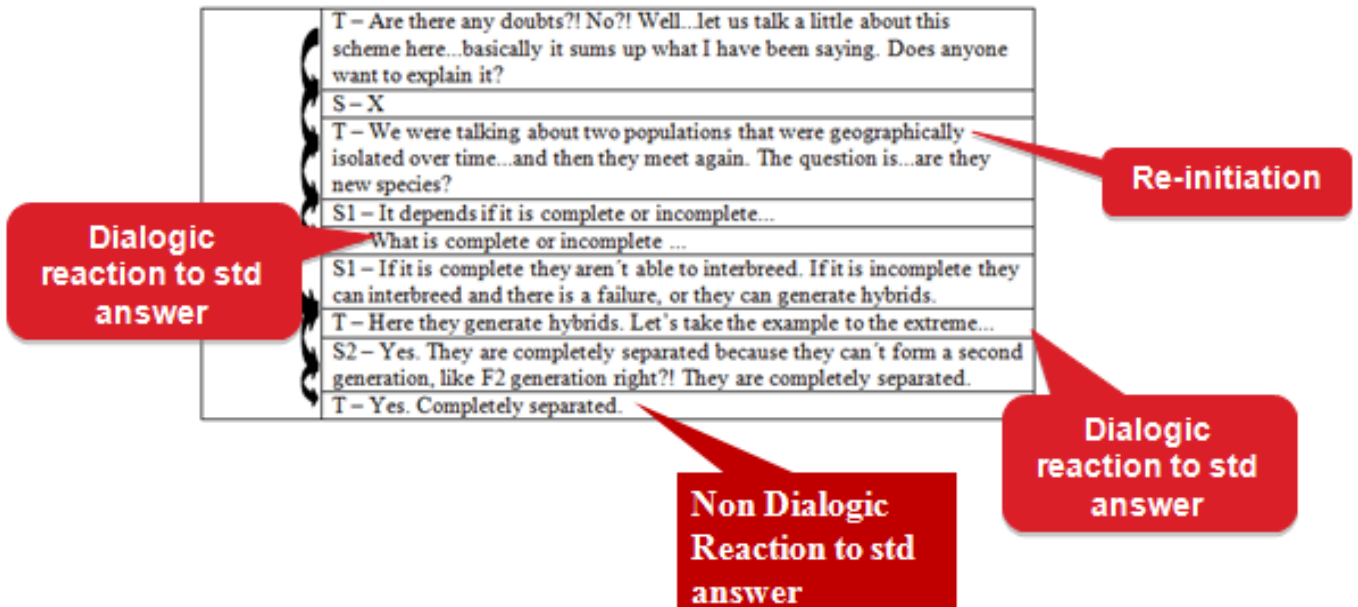 T – Are there any doubts?! No?! Well...let us talk a little about this
scheme here...basically it sums up what I have been saying. Does anyone
want to explain it?
S – X
T – We were talking about two populations that were geographically
isolated over time...and then they meet again. The question is...are they
new species?
Re-initiation
S1 – It depends if it is complete or incomplete...
What is complete or incomplete ...
Dialogic
reaction to std
answer
S1 – If it is complete they aren´t able to interbreed. If it is incomplete they
can interbreed and there is a failure, or they can generate hybrids.
T – Here they generate hybrids. Let's take the example to the extreme...
S2 – Yes. They are completely separated because they can´t form a second
generation, like F2 generation right?! They are completely separated.
T – Yes. Completely separated.
Dialogic
reaction to std
answer
Non Dialogic
Reaction to std
answer